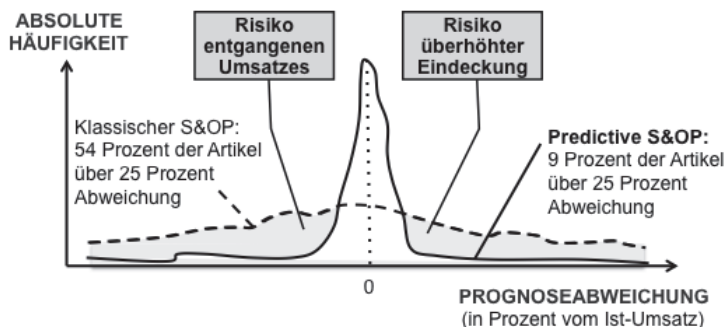 ABSOLUTE
HÄUFIGKEIT
Risiko
entgangenen
Umsatzes
Risiko
überhöhter
Eindeckung
Klassischer S&OP:
54 Prozent der Artikel
über 25 Prozent
Abweichung
Predictive S&OP:
9 Prozent der Artikel
über 25 Prozent
Abweichung
0
PROGNOSEABWEICHUNG
(in Prozent vom Ist-Umsatz)